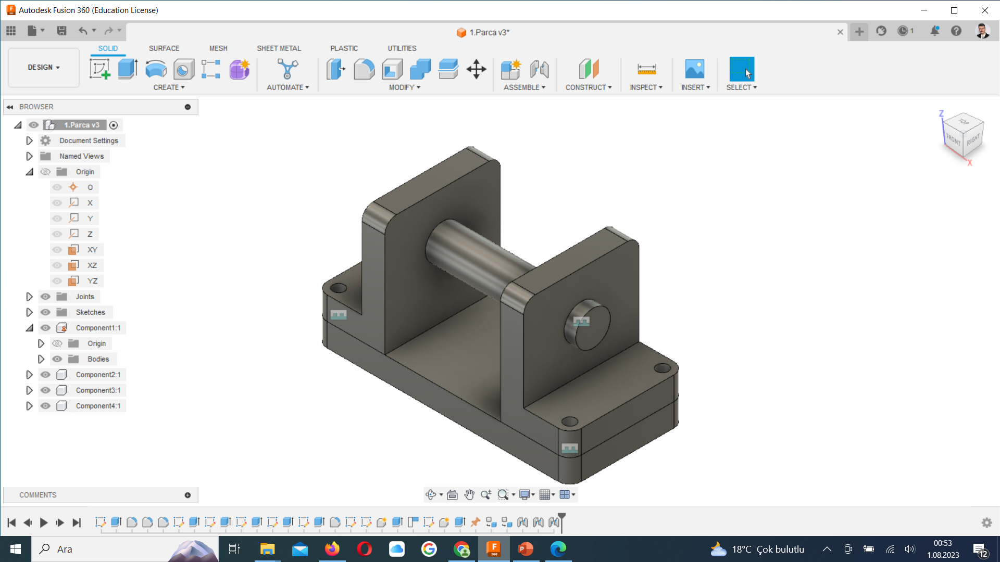 Autodesk Fusion 360 (Education License)
1.Parca v3*
1
SOLID SURFACE MESH SHEET METAL PLASTIC UTILITIES
DESIGN
CREATE AUTOMATE MODIFY ASSEMBLE CONSTRUCT INSPECT INSERT SELECT
BROWSER
1.Parca v3
Document Settings
Named Views
Origin
O
X
Y
Z
XY
XZ
YZ
Joints
Sketches
Component1:1
Origin
Bodies
Component2:1
Component3:1
Component4:1
Z
TOP
FRONT RIGHT
X
COMMENTS
Ara
F
360
P
18°C Çok bulutlu
00:53
1.08.2023
12